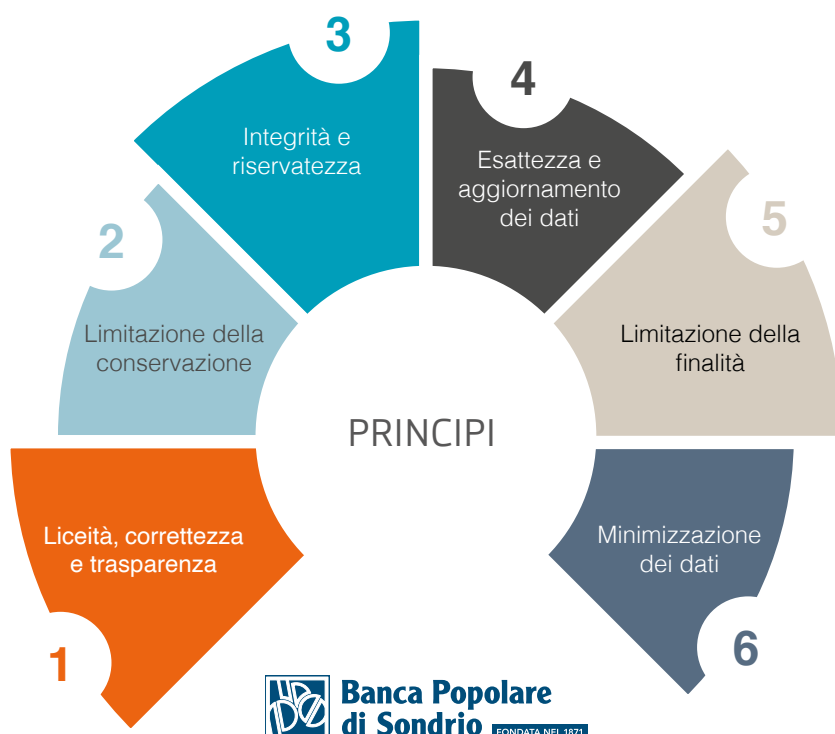 1
Liceità, correttezza
e trasparenza
2
Limitazione della
conservazione
3
Integrità e
riservatezza
4
Esattezza e
aggiornamento
dei dati
5
Limitazione della
finalità
6
Minimizzazione
dei dati
PRINCIPI
Banca Popolare
di Sondrio FONDATA NEL 1871